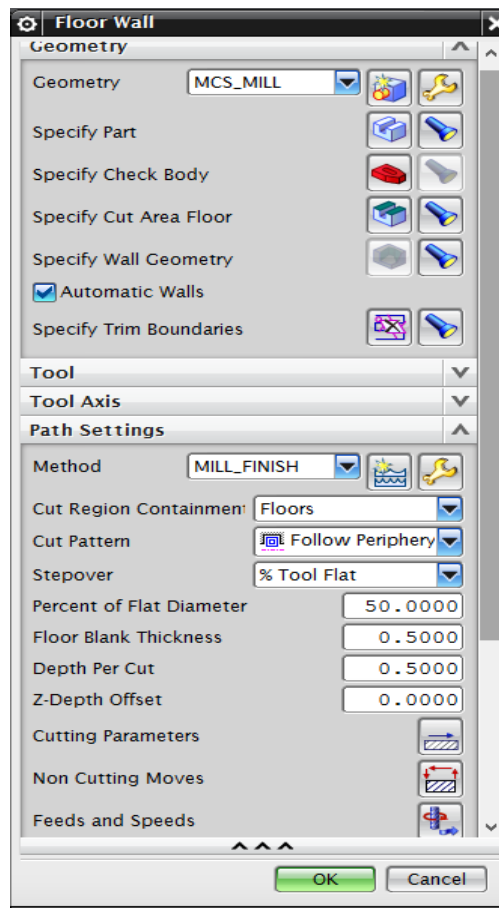 Floor Wall
Geometry
Geometry MCS_MILL
Specify Part
Specify Check Body
Specify Cut Area Floor
Specify Wall Geometry
Automatic Walls
Specify Trim Boundaries
Tool
Tool Axis
Path Settings
Method MILL_FINISH
Cut Region Containment Floors
Cut Pattern Follow Periphery
Stepover % Tool Flat
Percent of Flat Diameter 50.0000
Floor Blank Thickness 0.5000
Depth Per Cut 0.5000
Z-Depth Offset 0.0000
Cutting Parameters
Non Cutting Moves
Feeds and Speeds
OK Cancel